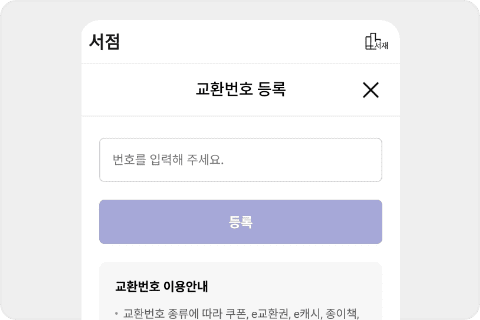 서점
서재
교환번호 등록
번호를 입력해 주세요.
등록
교환번호 이용안내
• 교환번호 종류에 따라 쿠폰, e교환권, e캐시, 종이책,